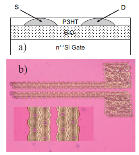 S
D
P3HT
SiO₂
n⁺⁺Si Gate
a)
b)